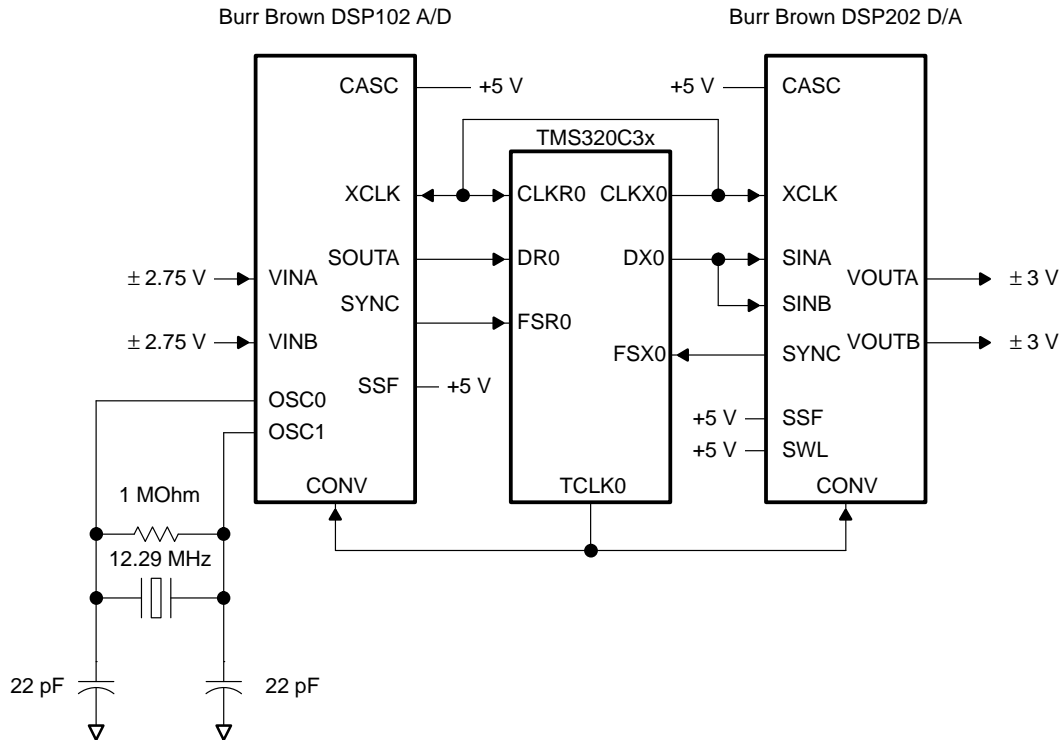 Burr Brown DSP102 A/D
Burr Brown DSP202 D/A
CASC
+5 V
+5 V
CASC
TMS320C3x
XCLK
CLKR0
CLKX0
XCLK
SOUTA
DR0
DX0
SINA
± 2.75 V
VINA
VOUTA
± 3 V
SYNC
SINB
FSR0
± 2.75 V
VINB
FSX0
SYNC
VOUTB
± 3 V
SSF
+5 V
OSC0
+5 V
SSF
OSC1
+5 V
SWL
CONV
TCLK0
CONV
1 MOhm
12.29 MHz
22 pF
22 pF